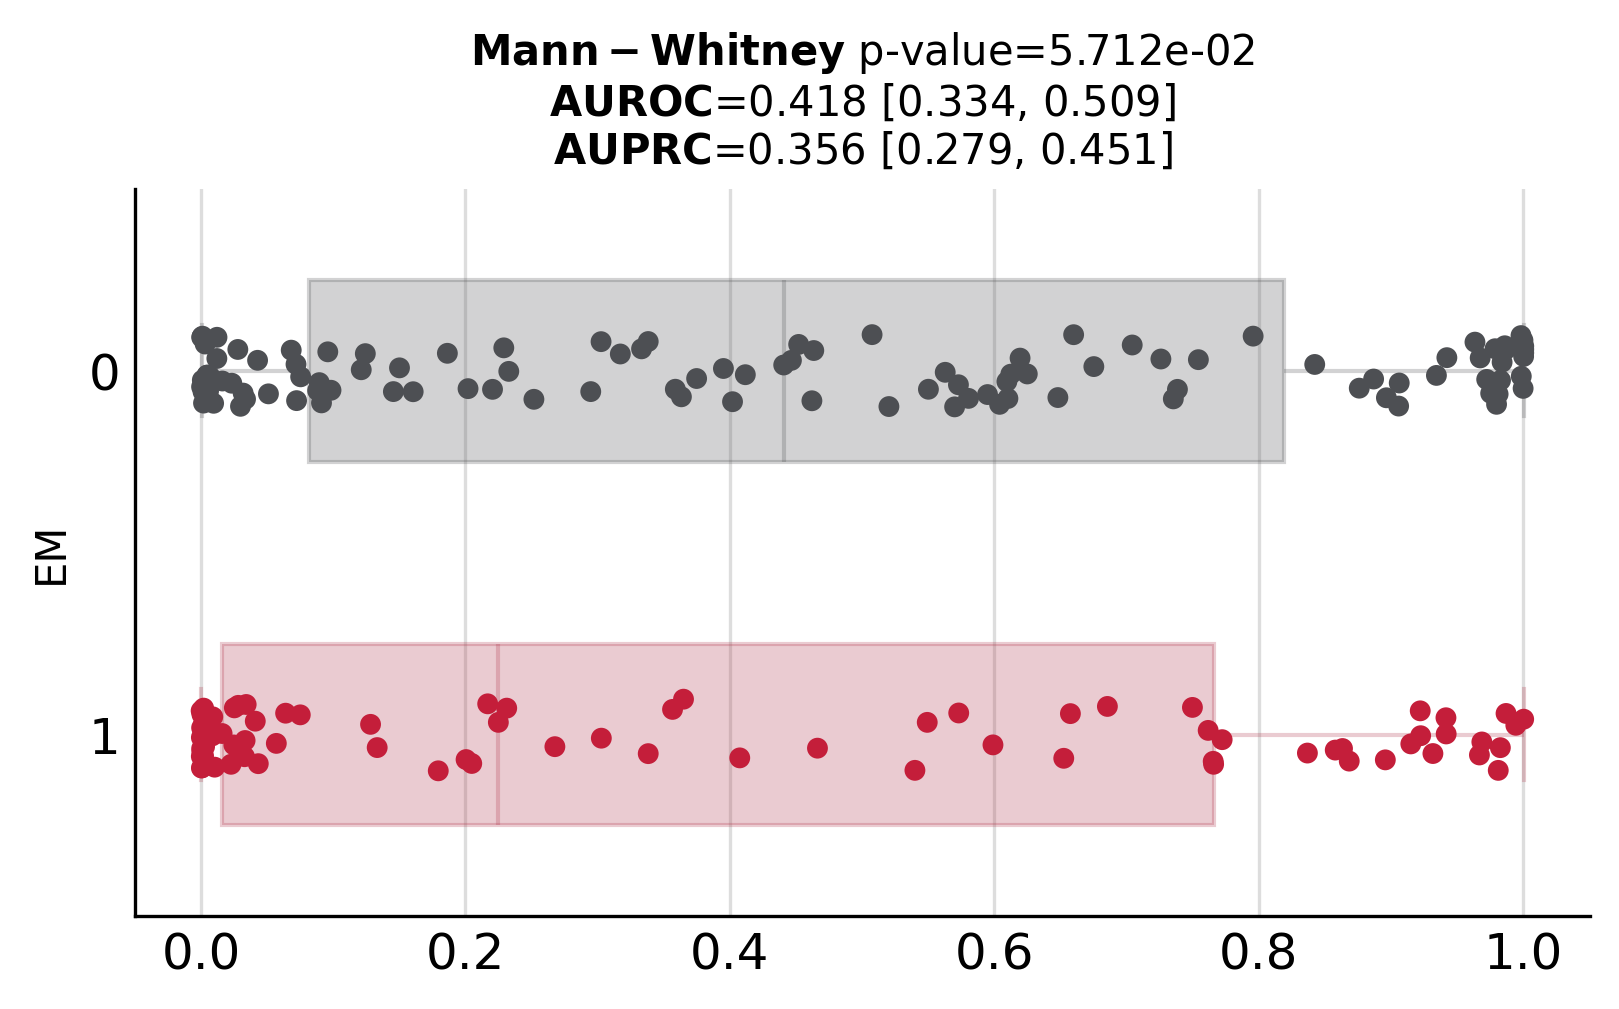 Mann − Whitney p-value=5.712e-02
AUROC=0.418 [0.334, 0.509]
AUPRC=0.356 [0.279, 0.451]
0
EM
1
0.0 0.2 0.4 0.6 0.8 1.0